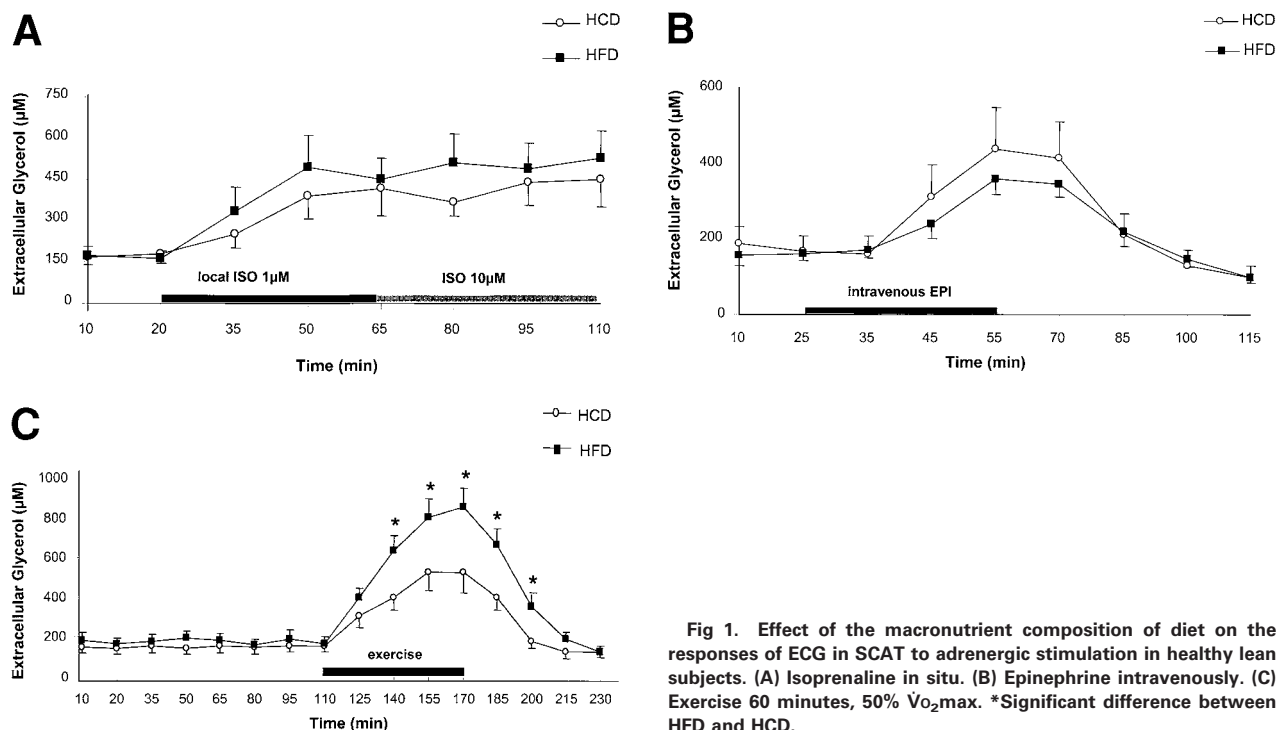 A
HCD
HFD
Extracellular Glycerol (µM)
750
600
450
300
150
0
local ISO 1µM
ISO 10µM
10 20 35 50 65 80 95 110
Time (min)
B
HCD
HFD
Extracellular Glycerol (µM)
600
400
200
0
intravenous EPI
10 25 35 45 55 70 85 100 115
Time (min)
C
HCD
HFD
Extracellular Glycerol (µM)
1000
800
600
400
200
0
* * * * *
exercise
10 20 35 50 65 80 95 110 125 140 155 170 185 200 215 230
Time (min)
Fig 1. Effect of the macronutrient composition of diet on the
responses of ECG in SCAT to adrenergic stimulation in healthy lean
subjects. (A) Isoprenaline in situ. (B) Epinephrine intravenously. (C)
Exercise 60 minutes, 50% V̇o₂max. *Significant difference between
HFD and HCD.